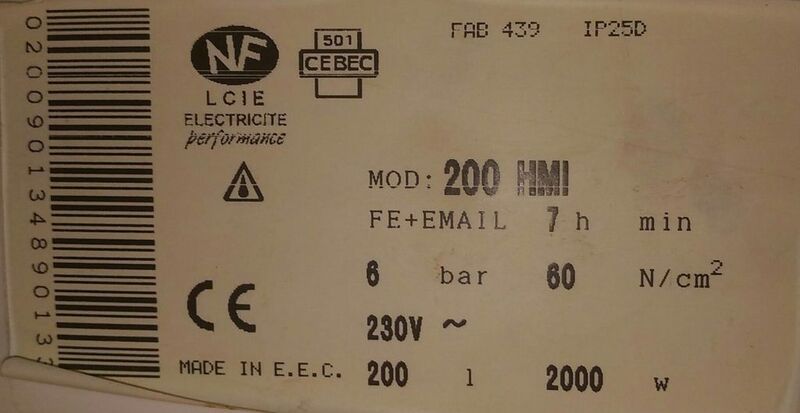 020090134890133
NF
LCIE
ELECTRICITE
performance
501
CEBEC
FAB 439 IP25D
MOD: 200 HMI
FE+EMAIL 7 h min
6 bar 60 N/cm²
230V ~
200 l 2000 w
CE
MADE IN E.E.C.